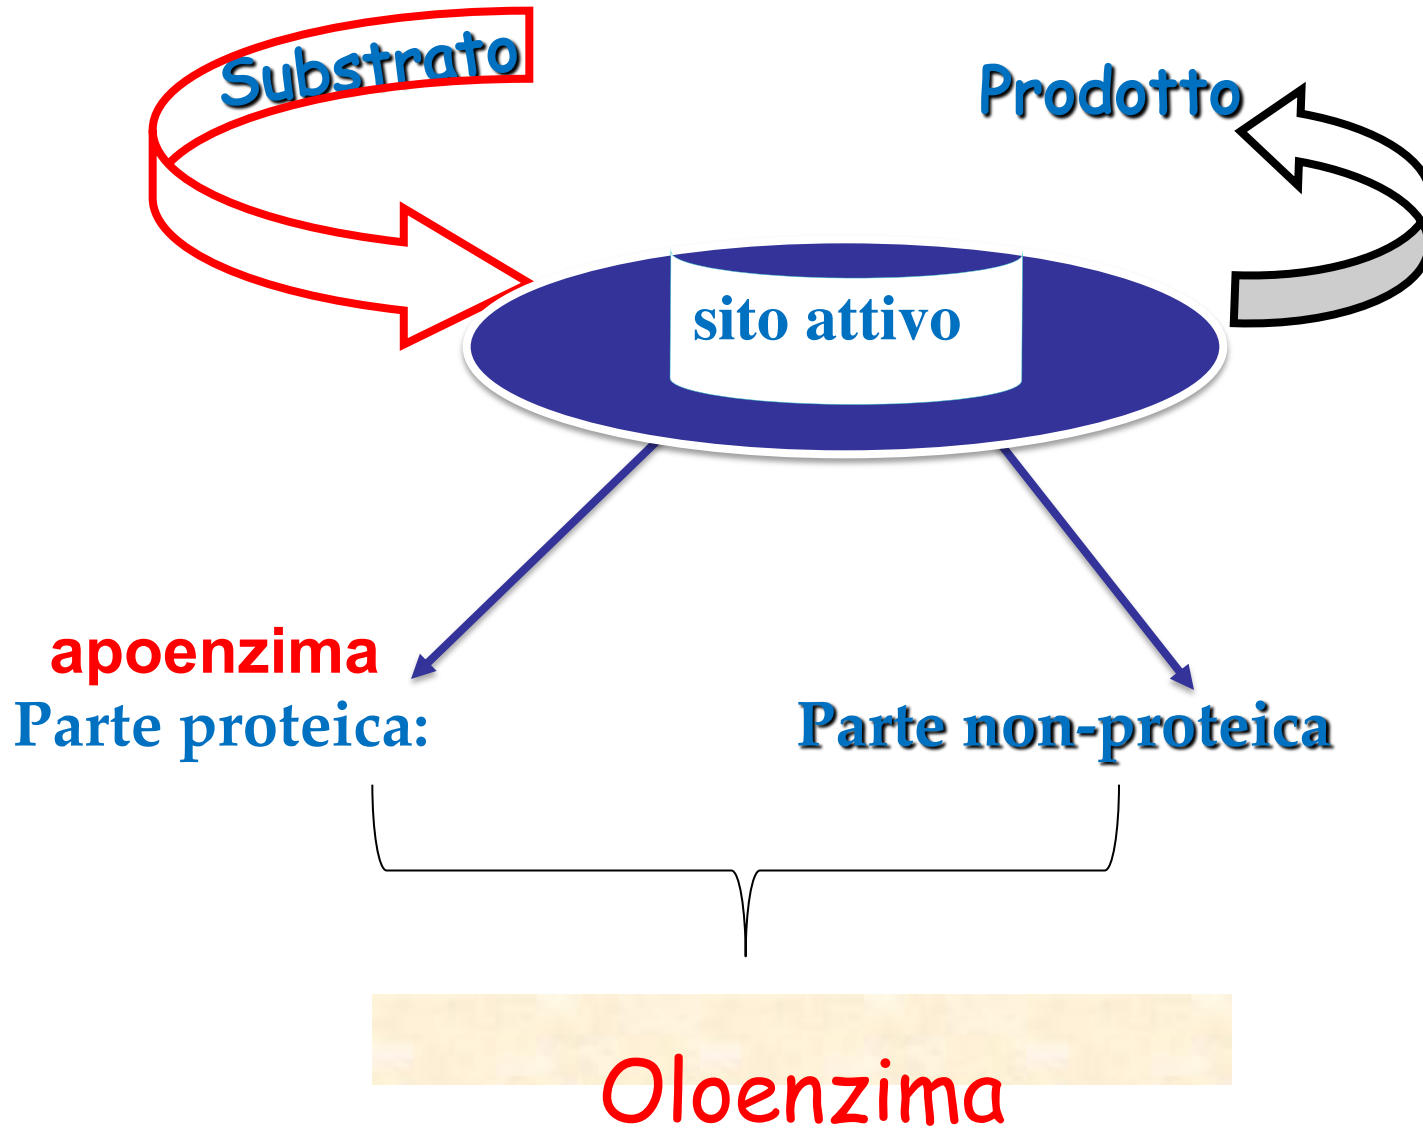 Substrato
Prodotto
sito attivo
apoenzima
Parte proteica:
Parte non-proteica
Oloenzima